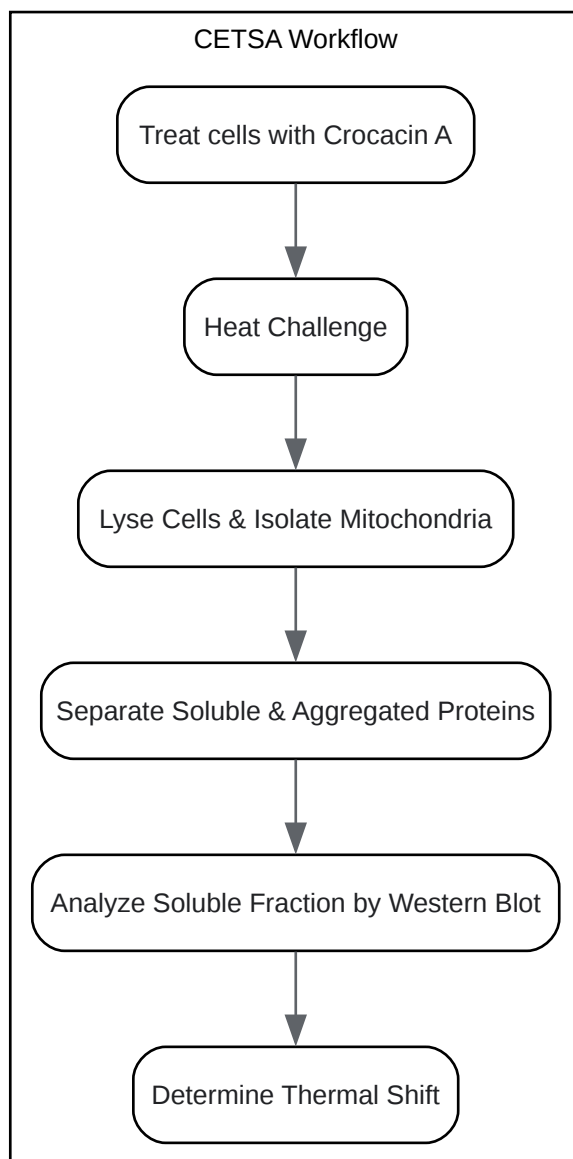 CETSA Workflow
Treat cells with Crocacin A
Heat Challenge
Lyse Cells & Isolate Mitochondria
Separate Soluble & Aggregated Proteins
Analyze Soluble Fraction by Western Blot
Determine Thermal Shift